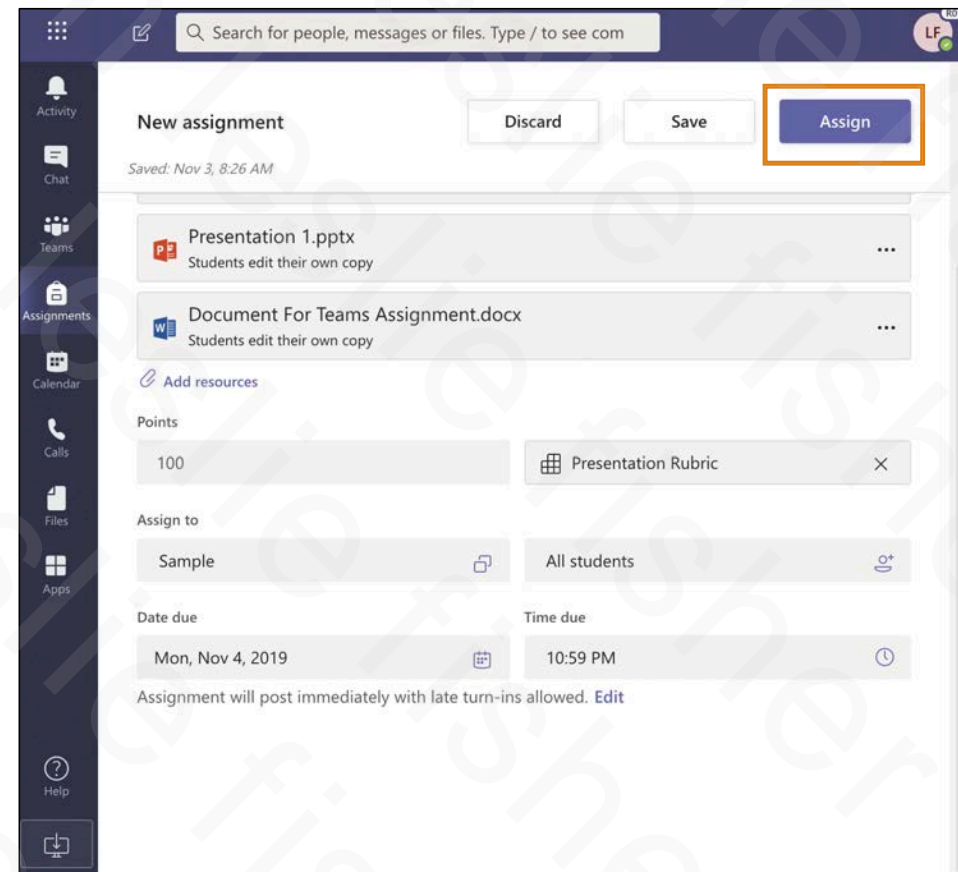 Search for people, messages or files. Type / to see com
RD
LF
Activity
Chat
Teams
Assignments
Calendar
Calls
Files
Apps
Help
New assignment
Discard
Save
Assign
Saved: Nov 3, 8:26 AM
Presentation 1.pptx
Students edit their own copy
Document For Teams Assignment.docx
Students edit their own copy
Add resources
Points
100
Presentation Rubric
Assign to
Sample
All students
Date due
Time due
Mon, Nov 4, 2019
10:59 PM
Assignment will post immediately with late turn-ins allowed. Edit
leslie fisher